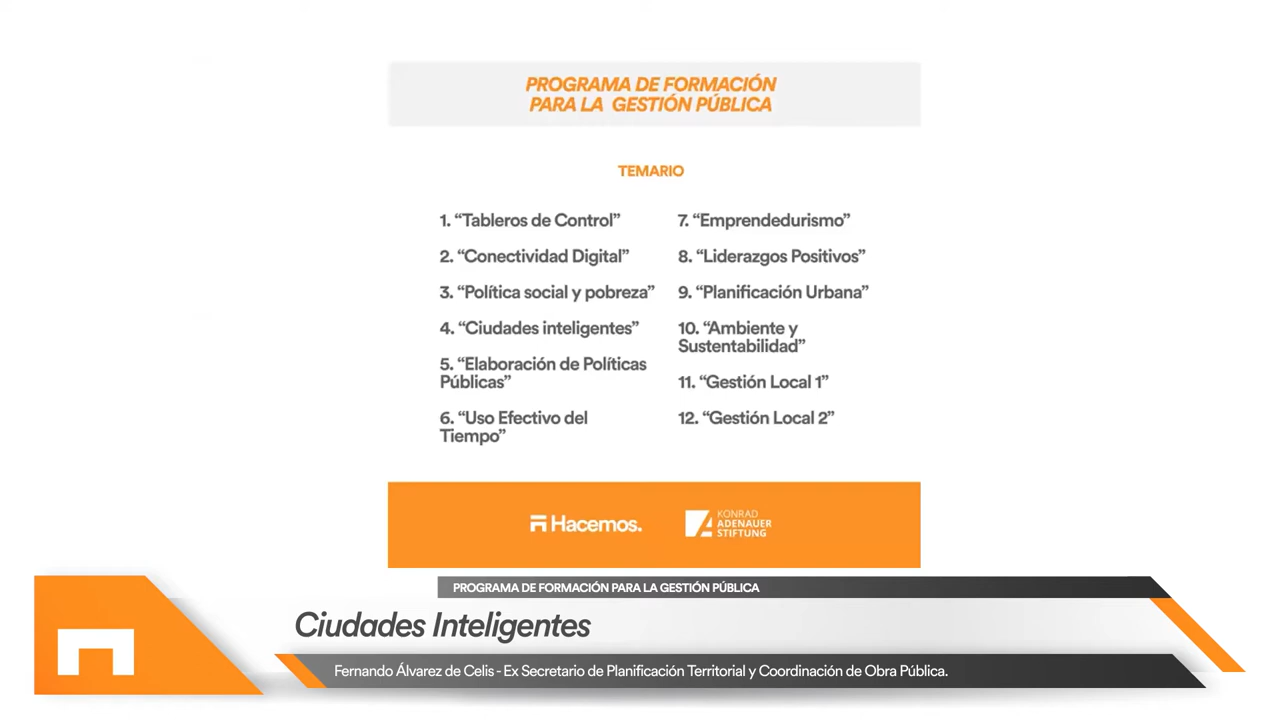 PROGRAMA DE FORMACIÓN
PARA LA GESTIÓN PÚBLICA
TEMARIO
1. “Tableros de Control”
2. “Conectividad Digital”
3. “Política social y pobreza”
4. “Ciudades inteligentes”
5. “Elaboración de Políticas
Públicas”
6. “Uso Efectivo del
Tiempo”
7. “Emprendedurismo”
8. “Liderazgos Positivos”
9. “Planificación Urbana”
10. “Ambiente y
Sustentabilidad”
11. “Gestión Local 1”
12. “Gestión Local 2”
Hacemos.
KONRAD
ADENAUER
STIFTUNG
PROGRAMA DE FORMACIÓN PARA LA GESTIÓN PÚBLICA
Ciudades Inteligentes
Fernando Álvarez de Celis - Ex Secretario de Planificación Territorial y Coordinación de Obra Pública.